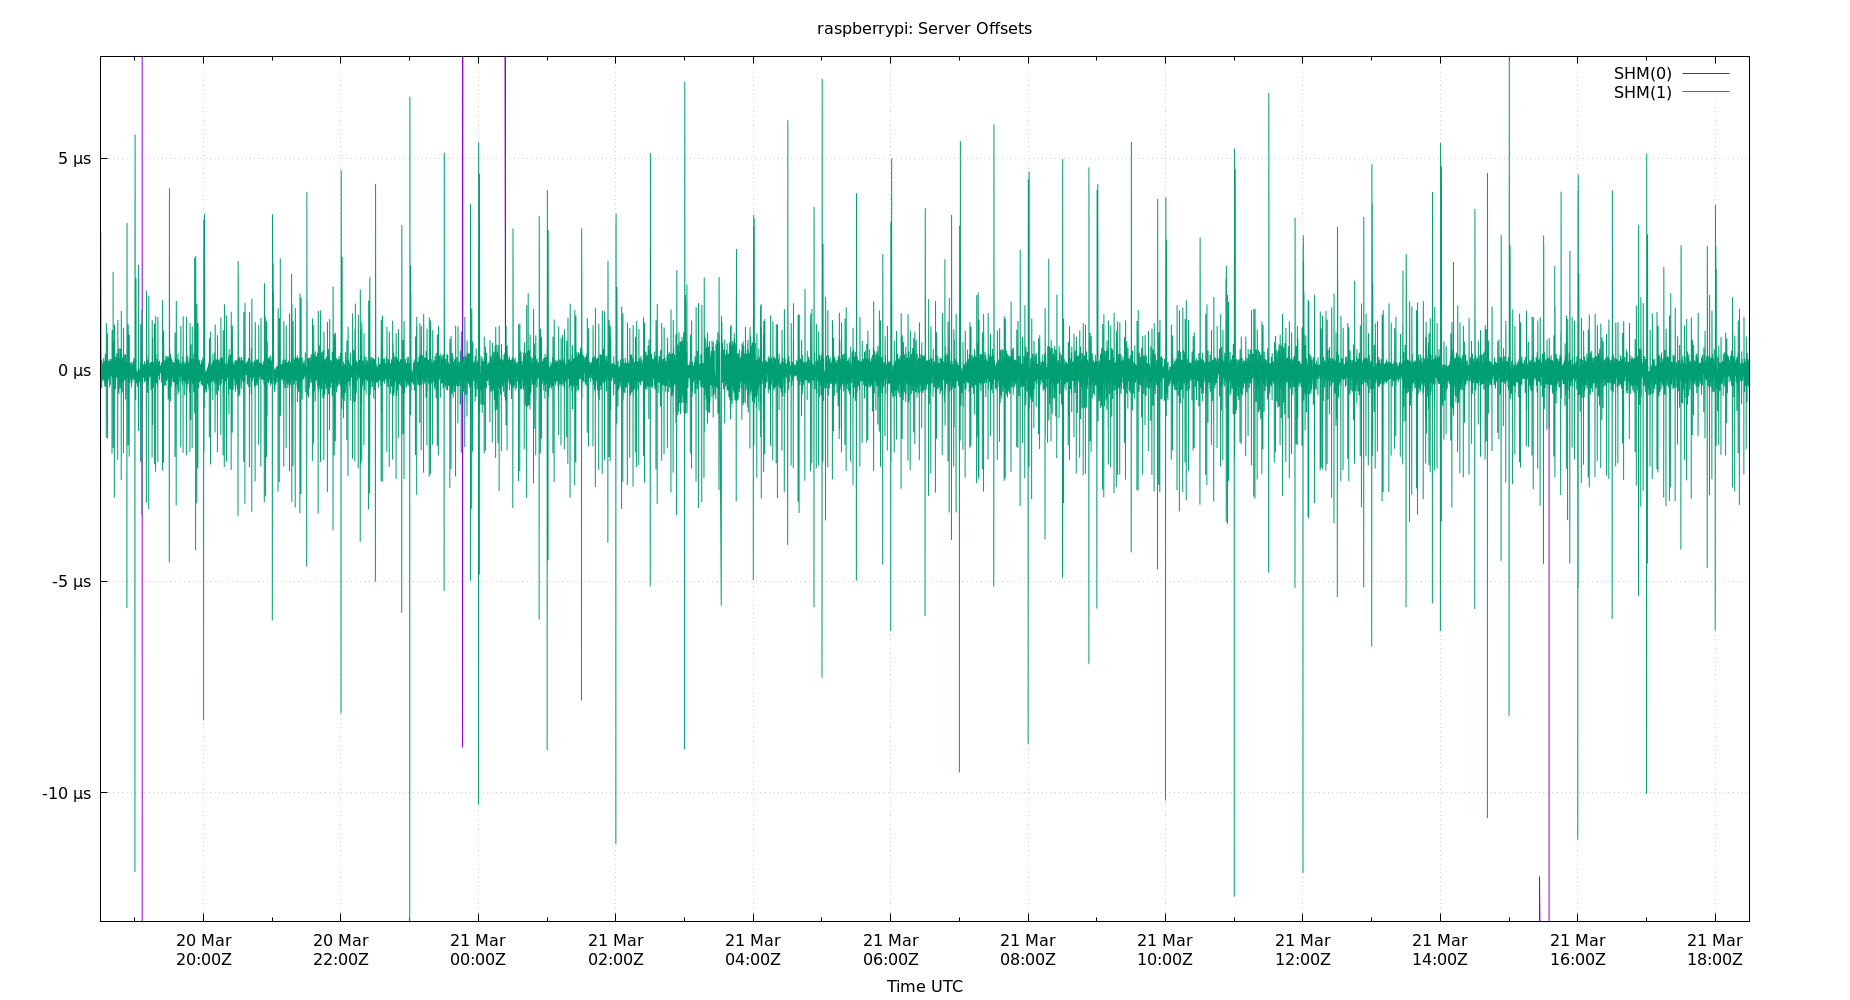 raspberrypi: Server Offsets
SHM(0)
SHM(1)
5 µs
0 µs
-5 µs
-10 µs
20 Mar 20 Mar 21 Mar 21 Mar 21 Mar 21 Mar 21 Mar 21 Mar 21 Mar 21 Mar 21 Mar 21 Mar
20:00Z 22:00Z 00:00Z 02:00Z 04:00Z 06:00Z 08:00Z 10:00Z 12:00Z 14:00Z 16:00Z 18:00Z
Time UTC